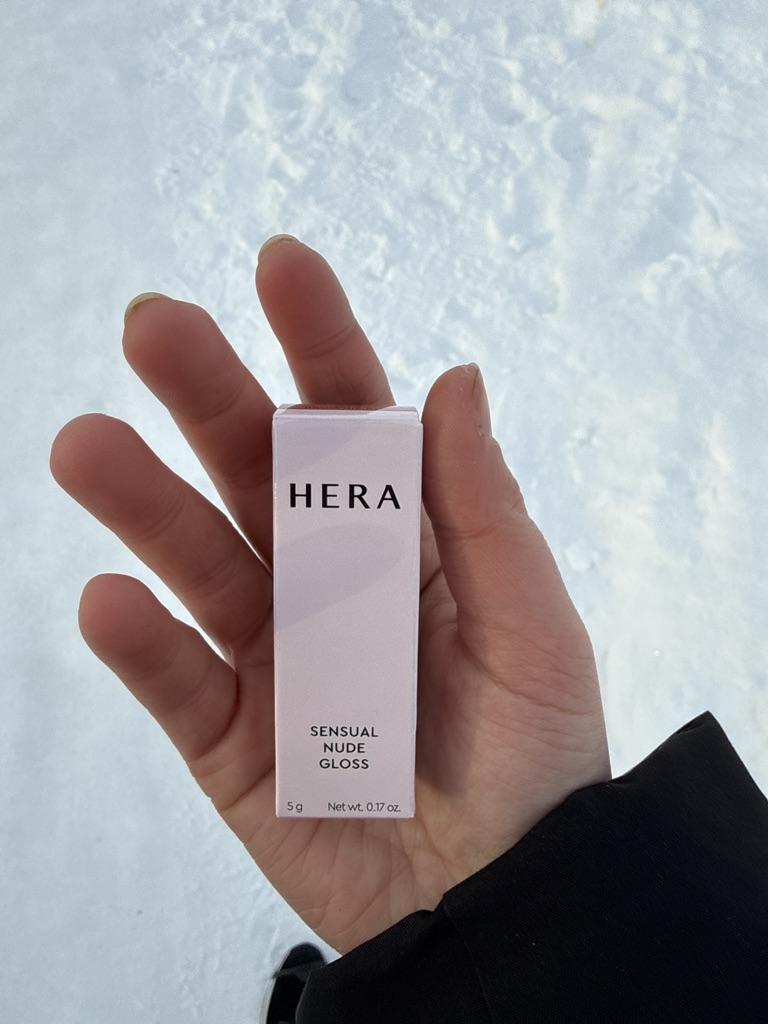 HERA
SENSUAL
NUDE
GLOSS
5 g Net wt. 0.17 oz.